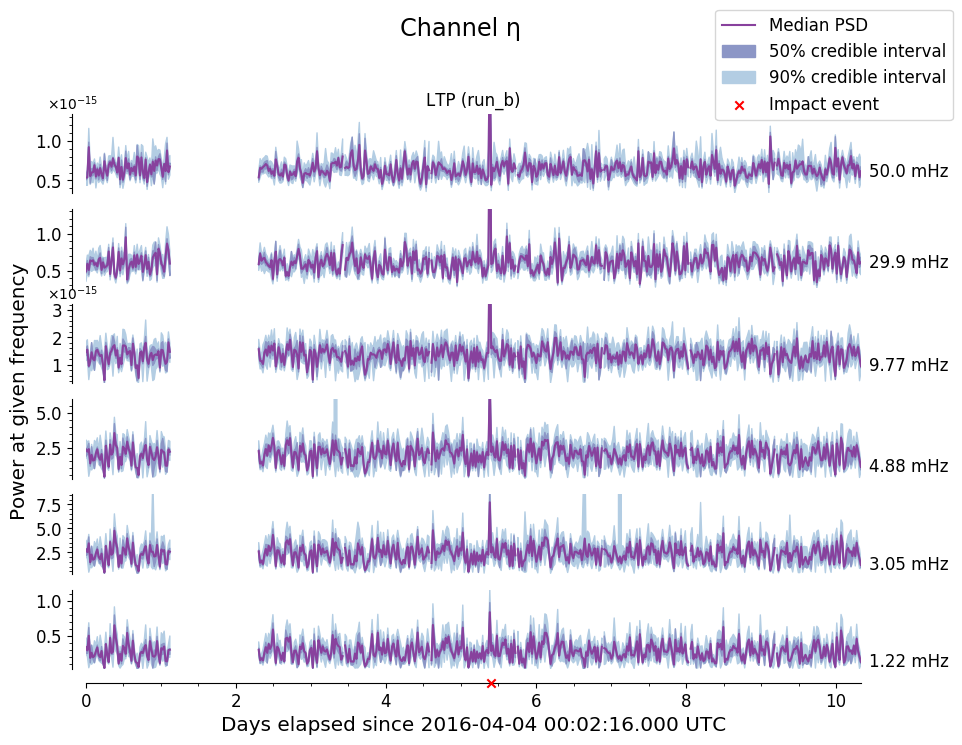 Channel η
Median PSD
50% credible interval
90% credible interval
Impact event
LTP (run_b)
×10⁻¹⁵
1.0
0.5
50.0 mHz
1.0
0.5
29.9 mHz
×10⁻¹⁵
3
2
1
9.77 mHz
5.0
2.5
4.88 mHz
7.5
5.0
2.5
3.05 mHz
1.0
0.5
1.22 mHz
Power at given frequency
0 2 4 6 8 10
Days elapsed since 2016-04-04 00:02:16.000 UTC